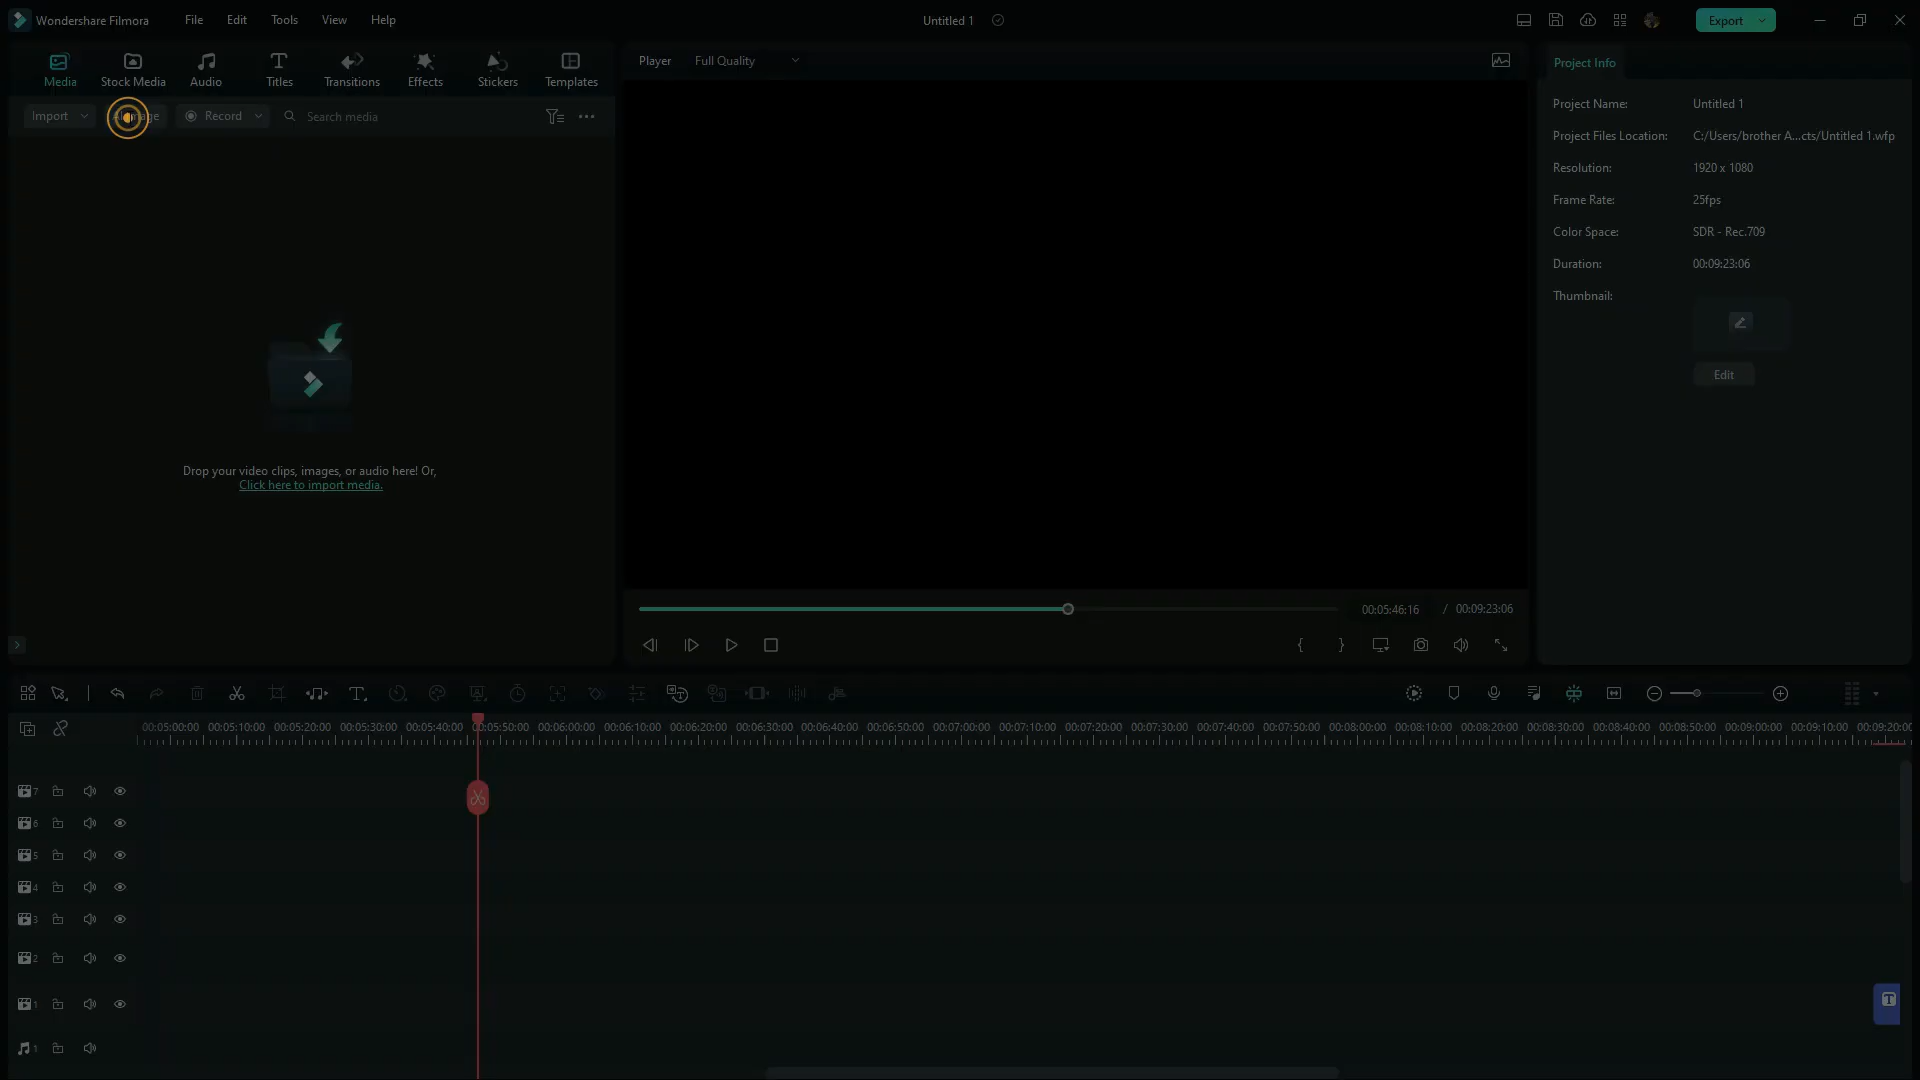 Wondershare Filmora
File
Edit
Tools
View
Help
Untitled 1
Export
Media
Stock Media
Audio
Titles
Transitions
Effects
Stickers
Templates
Player
Full Quality
Project Info
Import
Record
Search media
Project Name:
Untitled 1
Project Files Location:
C:/Users/brother A...cts/Untitled 1.wfp
Resolution:
1920 x 1080
Frame Rate:
25fps
Color Space:
SDR - Rec.709
Duration:
00:09:23:06
Thumbnail:
Edit
Drop your video clips, images, or audio here! Or,
Click here to import media.
00:05:46:16 / 00:09:23:06
00:05:00:00 00:05:10:00 00:05:20:00 00:05:30:00 00:05:40:00 00:05:50:00 00:06:00:00 00:06:10:00 00:06:20:00 00:06:30:00 00:06:40:00 00:06:50:00 00:07:00:00 00:07:10:00 00:07:20:00 00:07:30:00 00:07:40:00 00:07:50:00 00:08:00:00 00:08:10:00 00:08:20:00 00:08:30:00 00:08:40:00 00:08:50:00 00:09:00:00 00:09:10:00 00:09:20:00
7
6
5
4
3
2
1
1